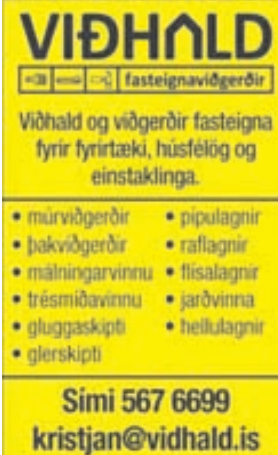 VIÐHALD
fasteignaviðgerðir
Viðhald og viðgerðir fasteigna
fyrir fyrirtæki, húsfélög og
einstaklinga.
• múrviðgerðir
• þakviðgerðir
• málningarvinnu
• trésmíðavinnu
• gluggaskipti
• glerskipti
• pípulagnir
• raflagnir
• flísalagnir
• jarðvinna
• hellulagnir
Sími 567 6699
kristjan@vidhald.is